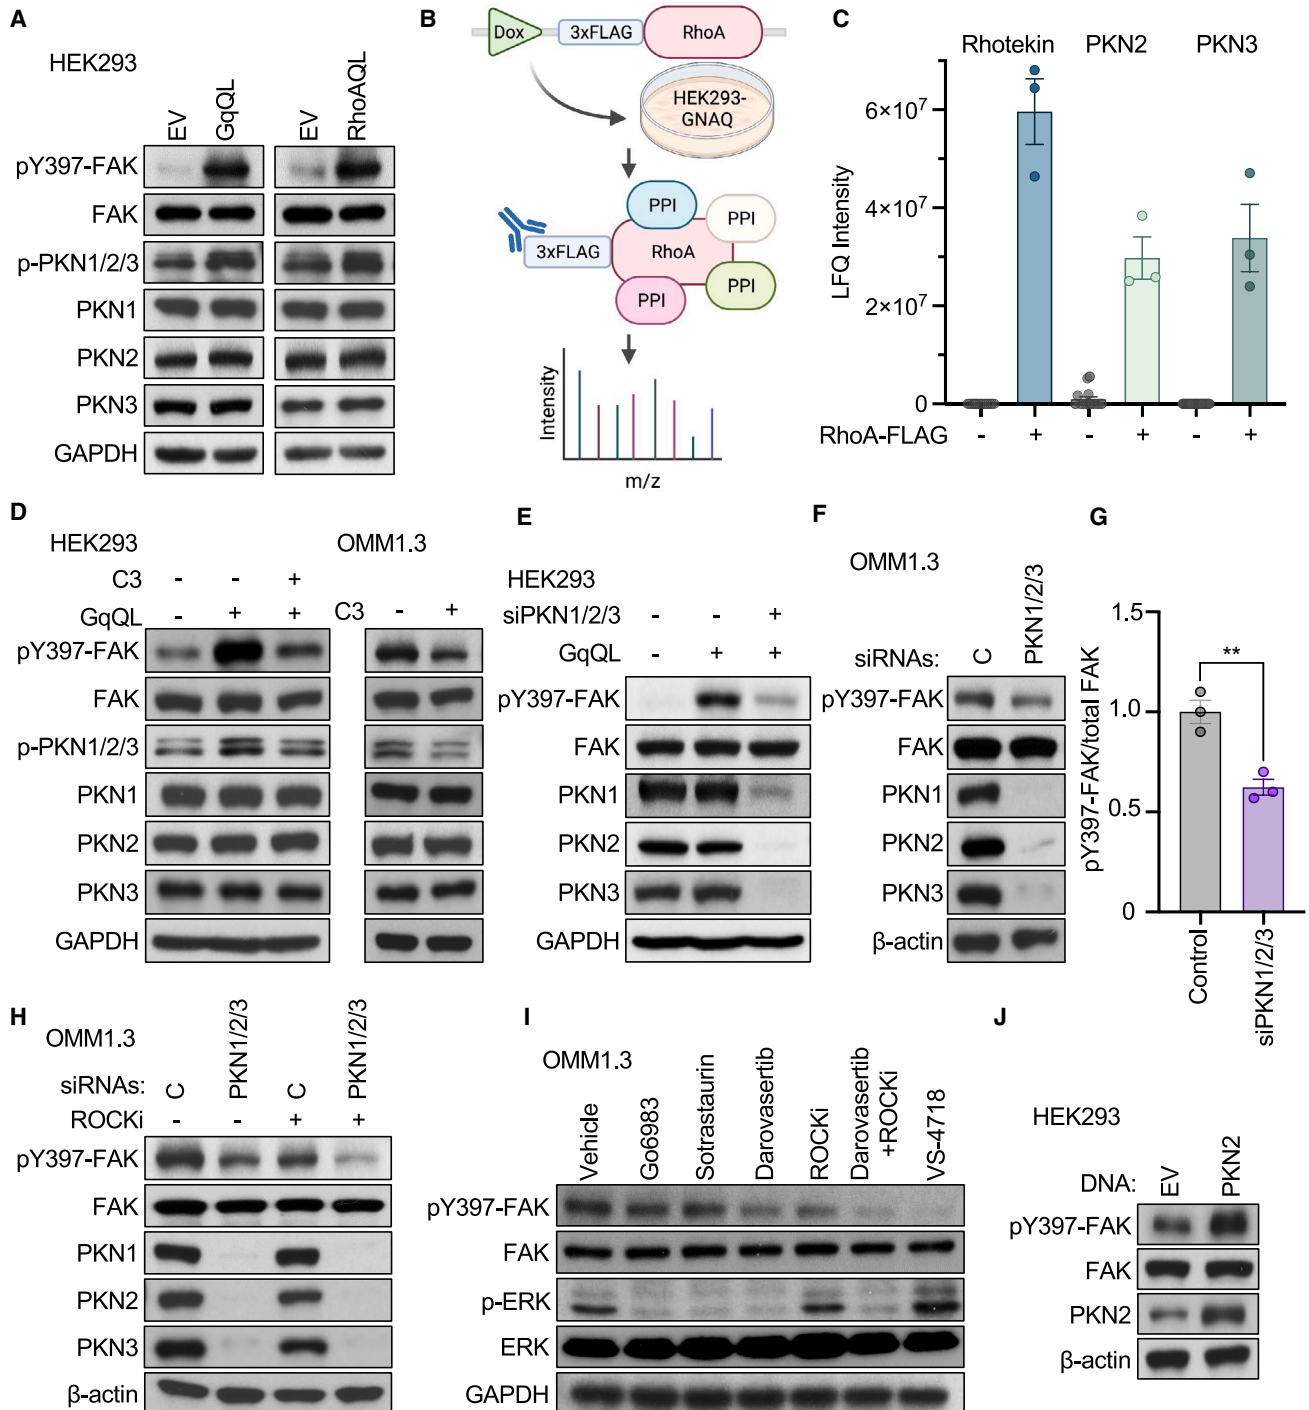 A
HEK293
EV
GqQL
EV
RhoAQL
pY397-FAK
FAK
p-PKN1/2/3
PKN1
PKN2
PKN3
GAPDH
B
Dox
3xFLAG
RhoA
HEK293-
GNAQ
PPI
PPI
3xFLAG
RhoA
PPI
PPI
Intensity
m/z
C
Rhotekin PKN2 PKN3
LFQ Intensity
6×10⁷
4×10⁷
2×10⁷
0
RhoA-FLAG - + - + - +
D
HEK293
OMM1.3
C3 - - +
GqQL - + +
C3 - +
pY397-FAK
FAK
p-PKN1/2/3
PKN1
PKN2
PKN3
GAPDH
E
HEK293
siPKN1/2/3 - - +
GqQL - + +
pY397-FAK
FAK
PKN1
PKN2
PKN3
GAPDH
F
OMM1.3
siRNAs: C PKN1/2/3
pY397-FAK
FAK
PKN1
PKN2
PKN3
β-actin
G
pY397-FAK/total FAK
1.5
1.0
0.5
0
**
Control
siPKN1/2/3
H
OMM1.3
siRNAs: C PKN1/2/3 C PKN1/2/3
ROCKi - - + +
pY397-FAK
FAK
PKN1
PKN2
PKN3
β-actin
I
OMM1.3
Vehicle
Go6983
Sotrastaurin
Darovasertib
ROCKi
Darovasertib
+ROCKi
VS-4718
pY397-FAK
FAK
p-ERK
ERK
GAPDH
J
HEK293
DNA: EV PKN2
pY397-FAK
FAK
PKN2
β-actin